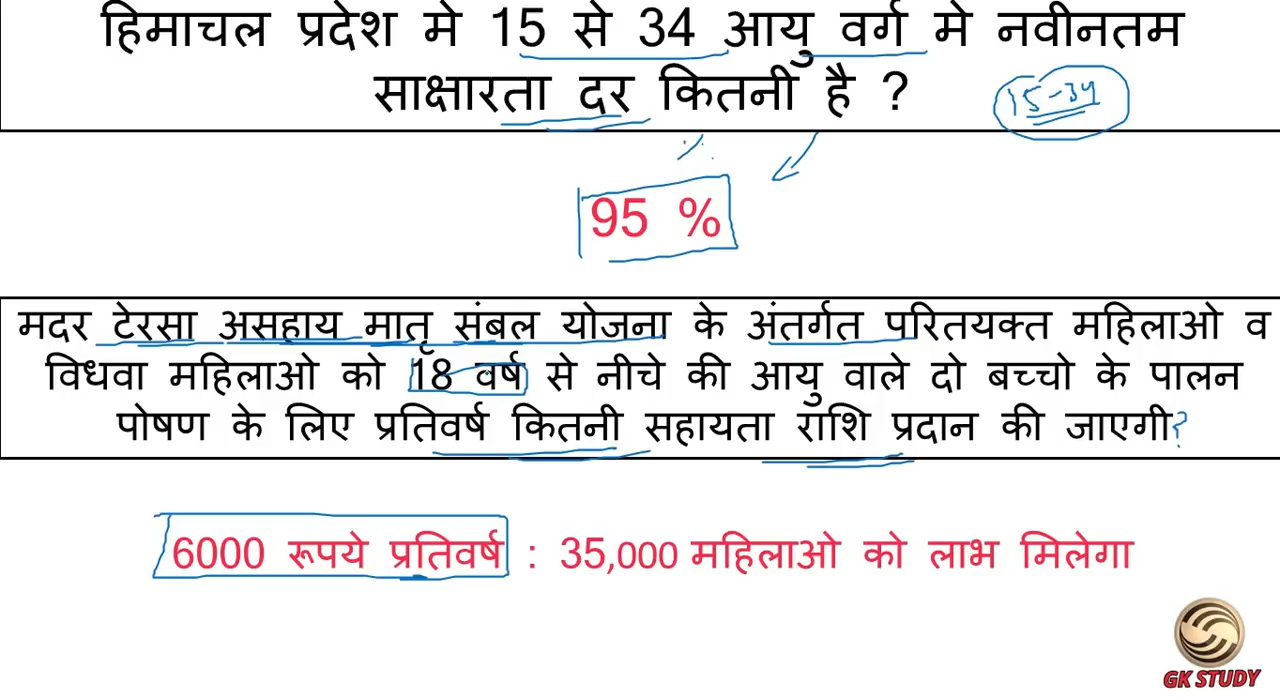 हिमाचल प्रदेश मे 15 से 34 आयु वर्ग मे नवीनतम
साक्षारता दर कितनी है ?
15-34
%
95 %
मदर टेरसा असहाय मातृ संबल योजना के अंतर्गत परितयक्त महिलाओ व
विधवा महिलाओ को 18 वर्ष से नीचे की आयु वाले दो बच्चो के पालन
पोषण के लिए प्रतिवर्ष कितनी सहायता राशि प्रदान की जाएगी?
6000 रूपये प्रतिवर्ष : 35,000 महिलाओ को लाभ मिलेगा
GK STUDY